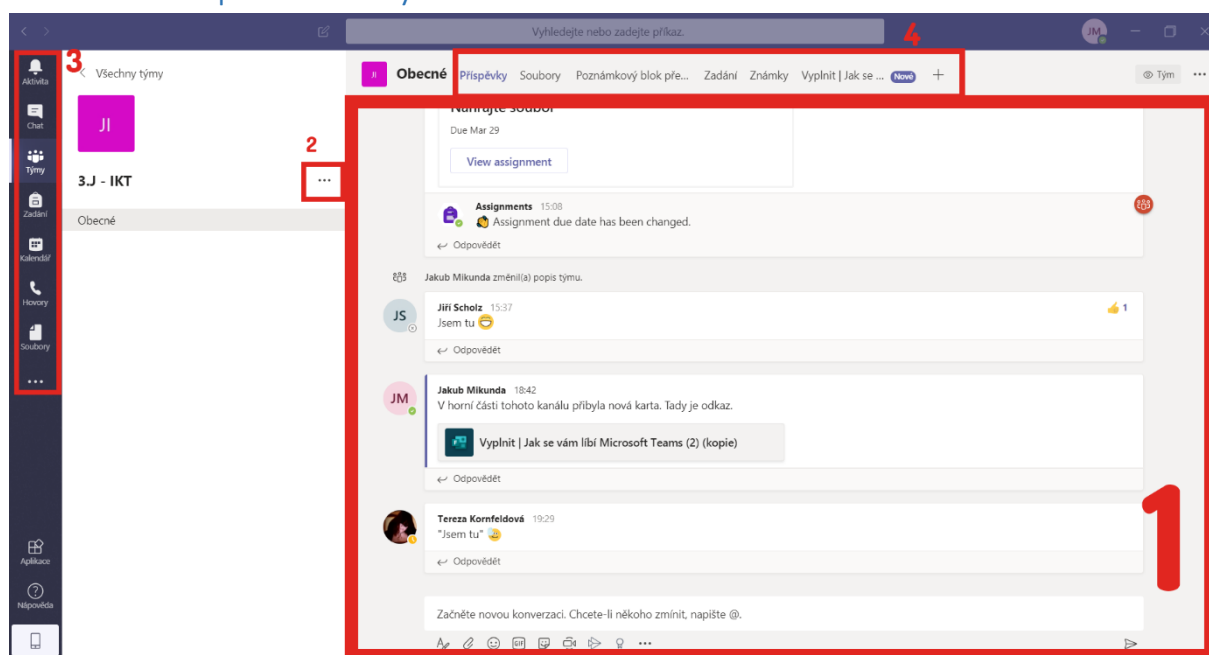 Vyhledejte nebo zadejte příkaz.
JM
4
3
Aktivita
Chat
Týmy
Zadání
Kalendář
Hovory
Soubory
Aplikace
Nápověda
Všechny týmy
JI
2
3.J - IKT
Obecné
JI
Obecné
Příspěvky Soubory Poznámkový blok pře... Zadání Známky Vyplnit | Jak se ... Nové
Tým
Nahrajte soubor
Due Mar 29
View assignment
Assignments 15:08
Assignment due date has been changed.
Odpovědět
Jakub Mikunda změnil(a) popis týmu.
JS
Jiří Scholz 15:37
Jsem tu
1
Odpovědět
JM
Jakub Mikunda 18:42
V horní části tohoto kanálu přibyla nová karta. Tady je odkaz.
Vyplnit | Jak se vám líbí Microsoft Teams (2) (kopie)
Odpovědět
Tereza Kornfeldová 19:29
"Jsem tu"
Odpovědět
1
Začněte novou konverzaci. Chcete-li někoho zmínit, napište @.
GIF